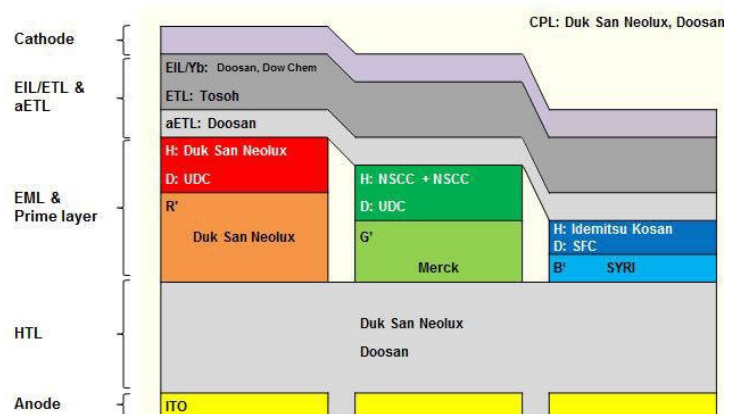 CPL: Duk San Neolux, Doosan
Cathode
EIL/ETL &
aETL
EIL/Yb: Doosan, Dow Chem
ETL: Tosoh
aETL: Doosan
EML &
Prime layer
H: Duk San Neolux
D: UDC
R'
Duk San Neolux
H: NSCC + NSCC
D: UDC
G'
Merck
H: Idemitsu Kosan
D: SFC
B' SYRI
HTL
Duk San Neolux
Doosan
Anode
ITO